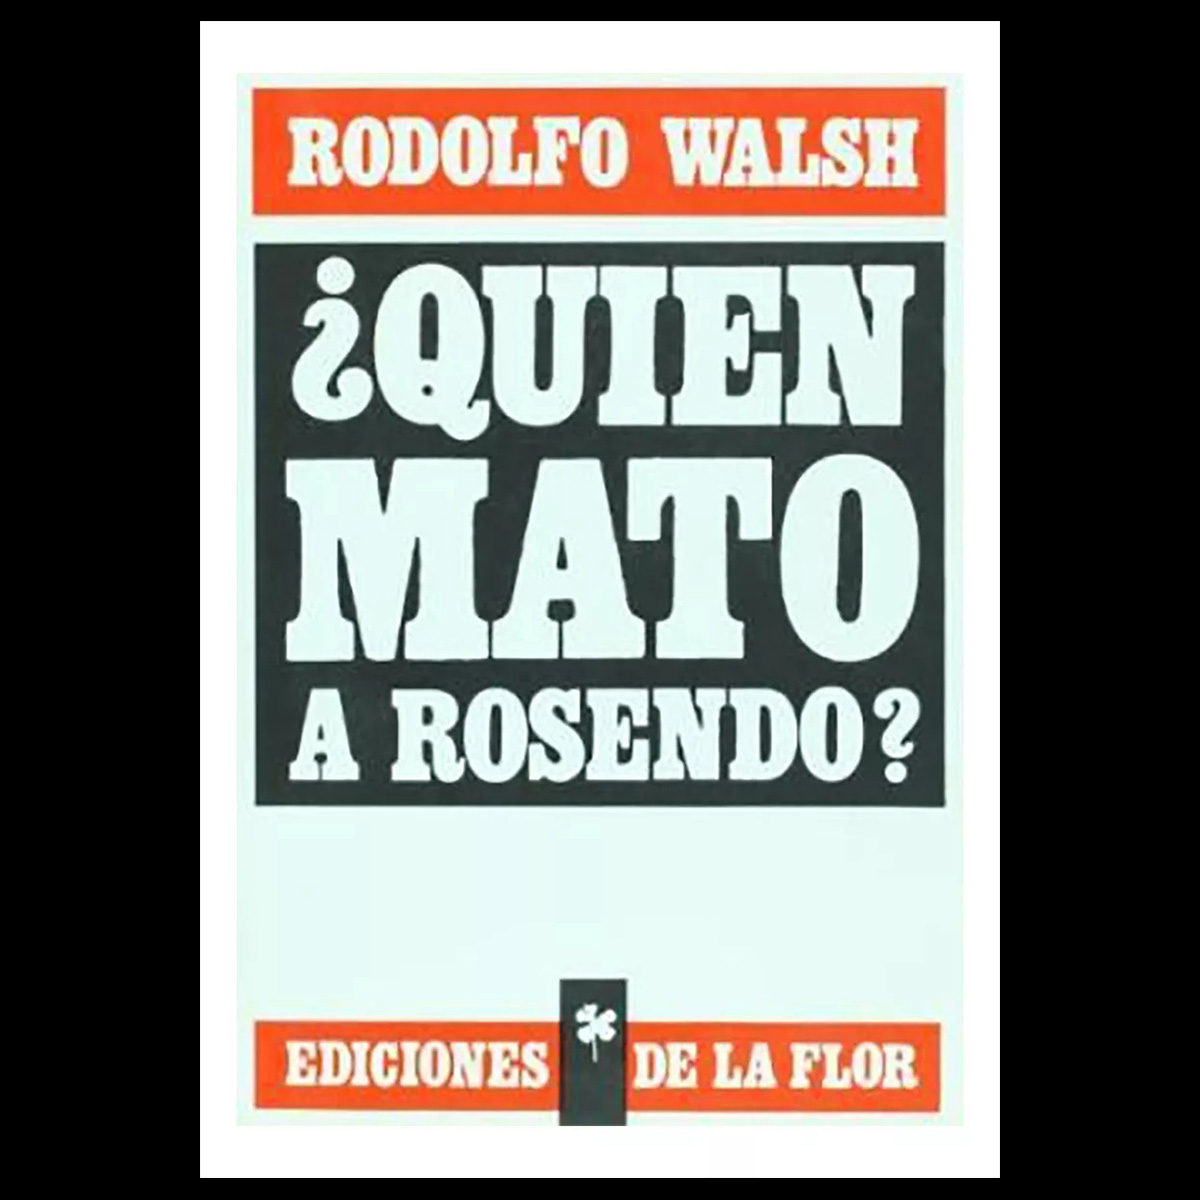 RODOLFO WALSH
¿QUIEN
MATO
A ROSENDO?
EDICIONES DE LA FLOR